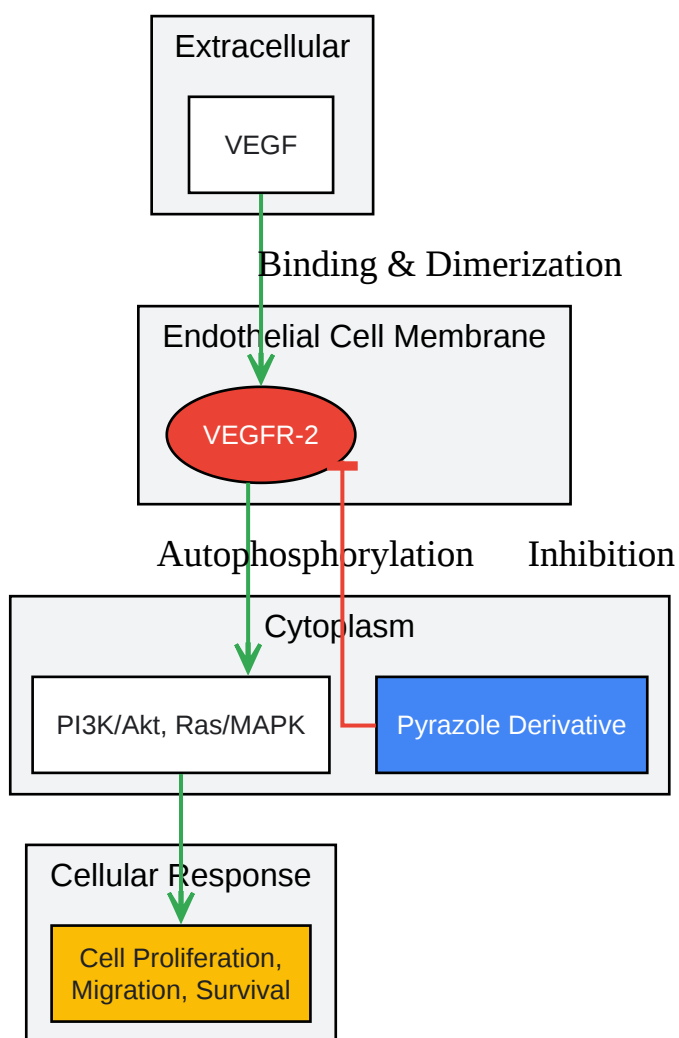 Extracellular
VEGF
Binding & Dimerization
Endothelial Cell Membrane
VEGFR-2
Autophosphorylation
Inhibition
Cytoplasm
PI3K/Akt, Ras/MAPK
Pyrazole Derivative
Cellular Response
Cell Proliferation,
Migration, Survival